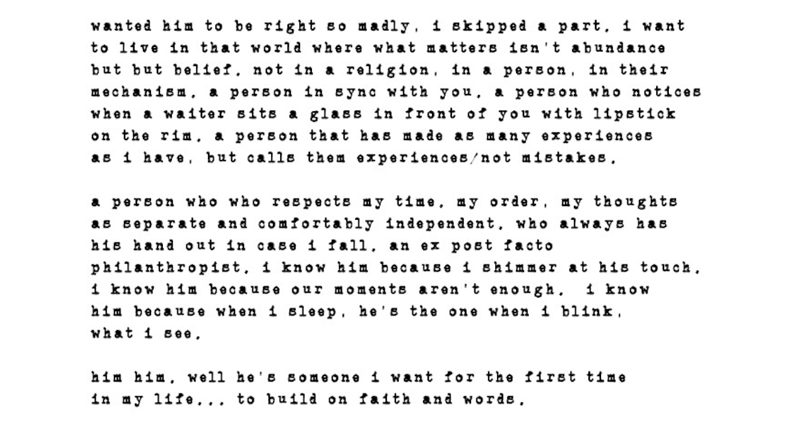 wanted him to be right so madly, i skipped a part, i want
to live in that world where what matters isn't abundance
but but belief, not in a religion, in a person, in their
mechanism, a person in sync with you, a person who notices
when a waiter sits a glass in front of you with lipstick
on the rim, a person that has made as many experiences
as i have, but calls them experiences/not mistakes.
a person who who respects my time, my order, my thoughts
as separate and comfortably independent, who always has
his hand out in case i fall, an ex post facto
philanthropist, i know him because i shimmer at his touch,
i know him because our moments aren't enough.  i know
him because when i sleep, he's the one when i blink,
what i see.
him him, well he's someone i want for the first time
in my life... to build on faith and words.